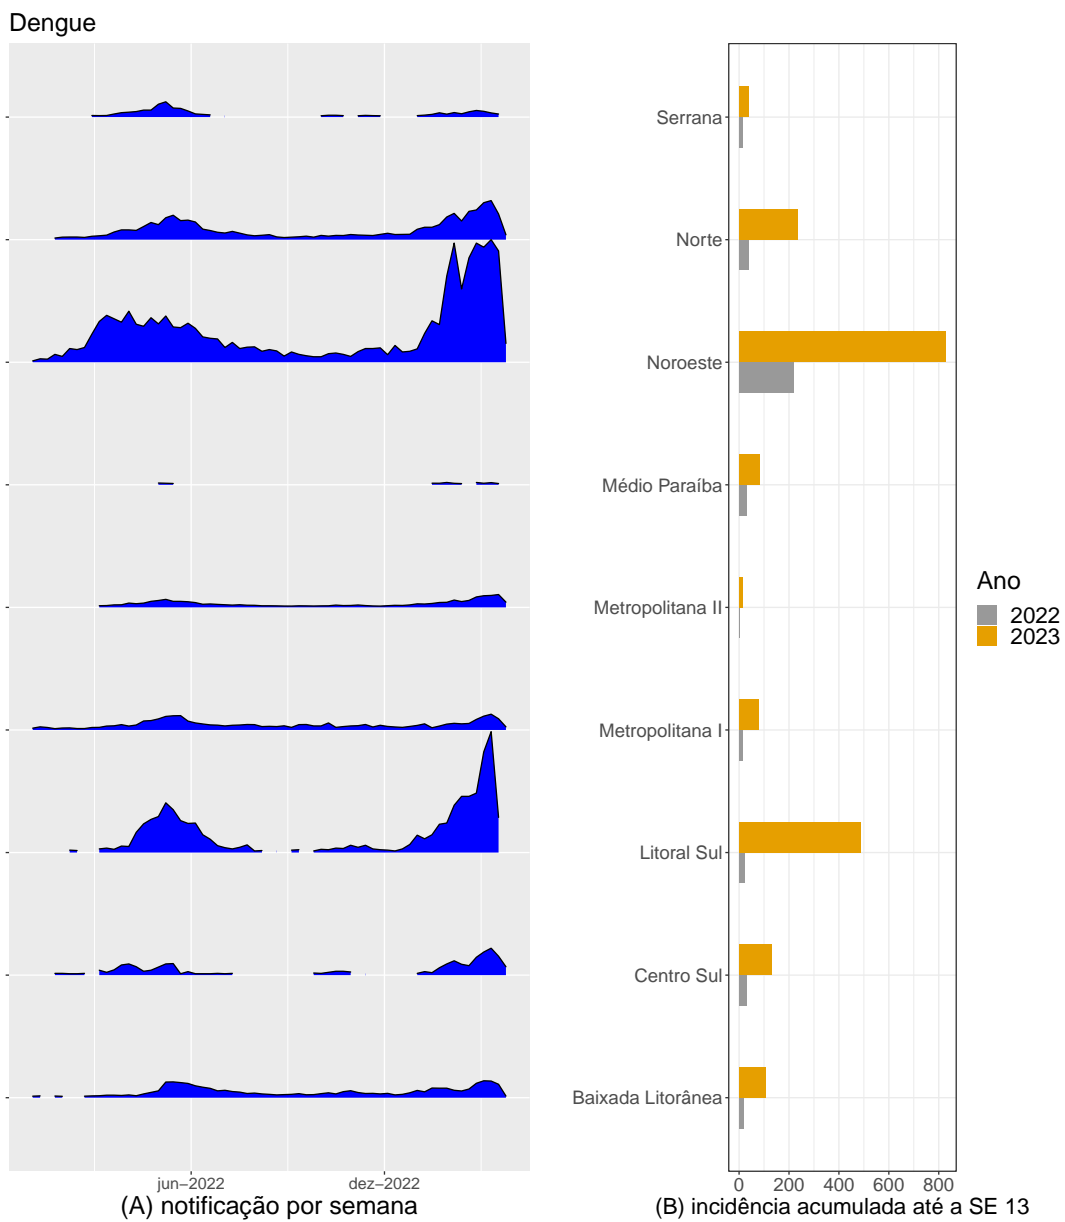 Dengue
Serrana
Norte
Noroeste
Médio Paraíba
Metropolitana II
Metropolitana I
Litoral Sul
Centro Sul
Baixada Litorânea
jun−2022 dez−2022
(A) notificação por semana
0 200 400 600 800
(B) incidência acumulada até a SE 13
Ano
2022
2023